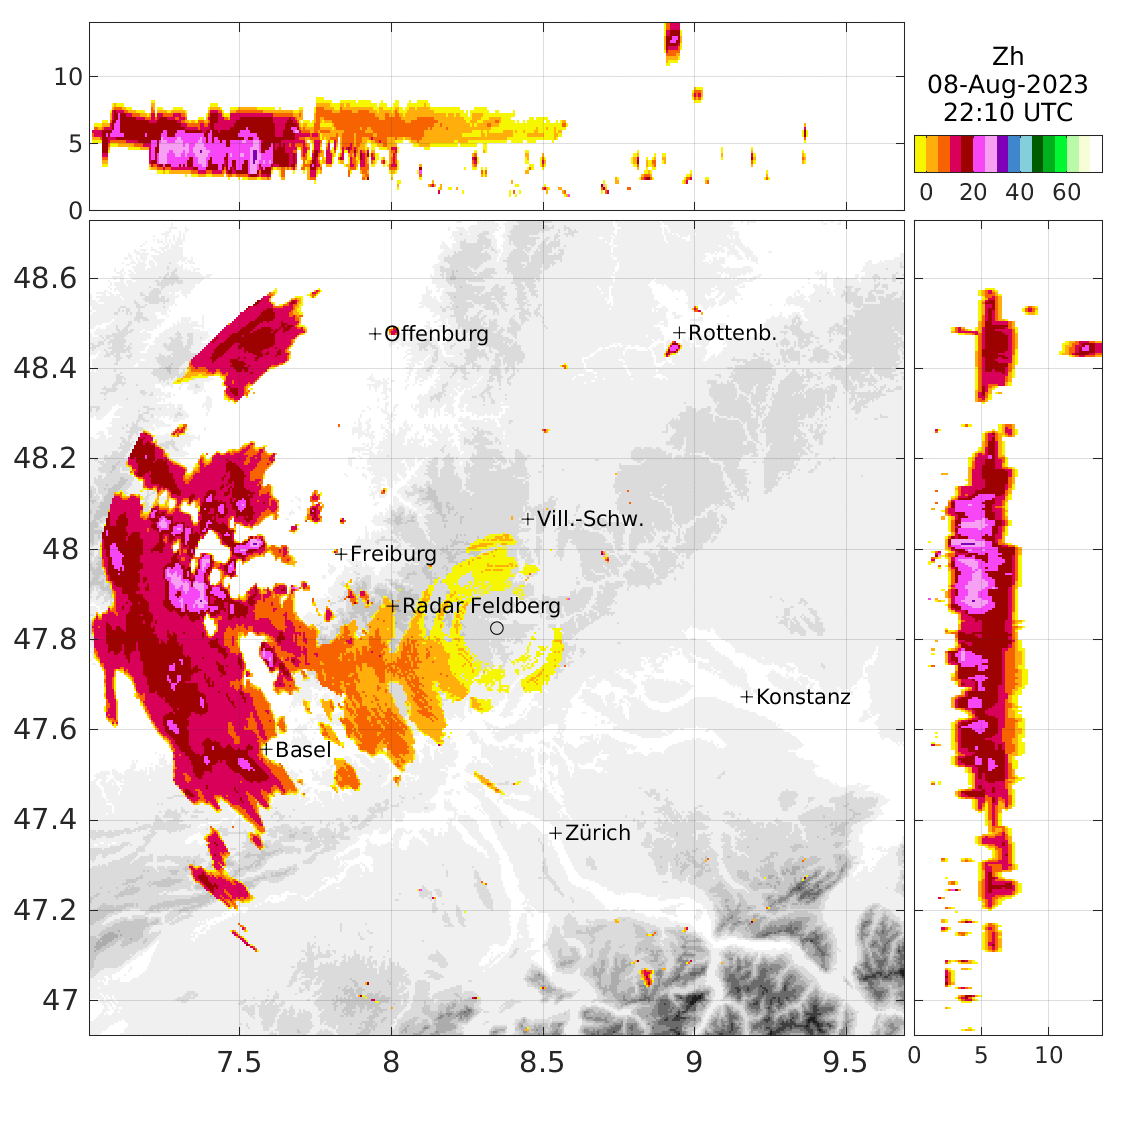 10
5
0
Zh
08-Aug-2023
22:10 UTC
0 20 40 60
48.6
48.4
48.2
48
47.8
47.6
47.4
47.2
47
Offenburg
Rottenb.
Vill.-Schw.
Freiburg
Radar Feldberg
Konstanz
Basel
Zürich
7.5 8 8.5 9 9.5
0 5 10